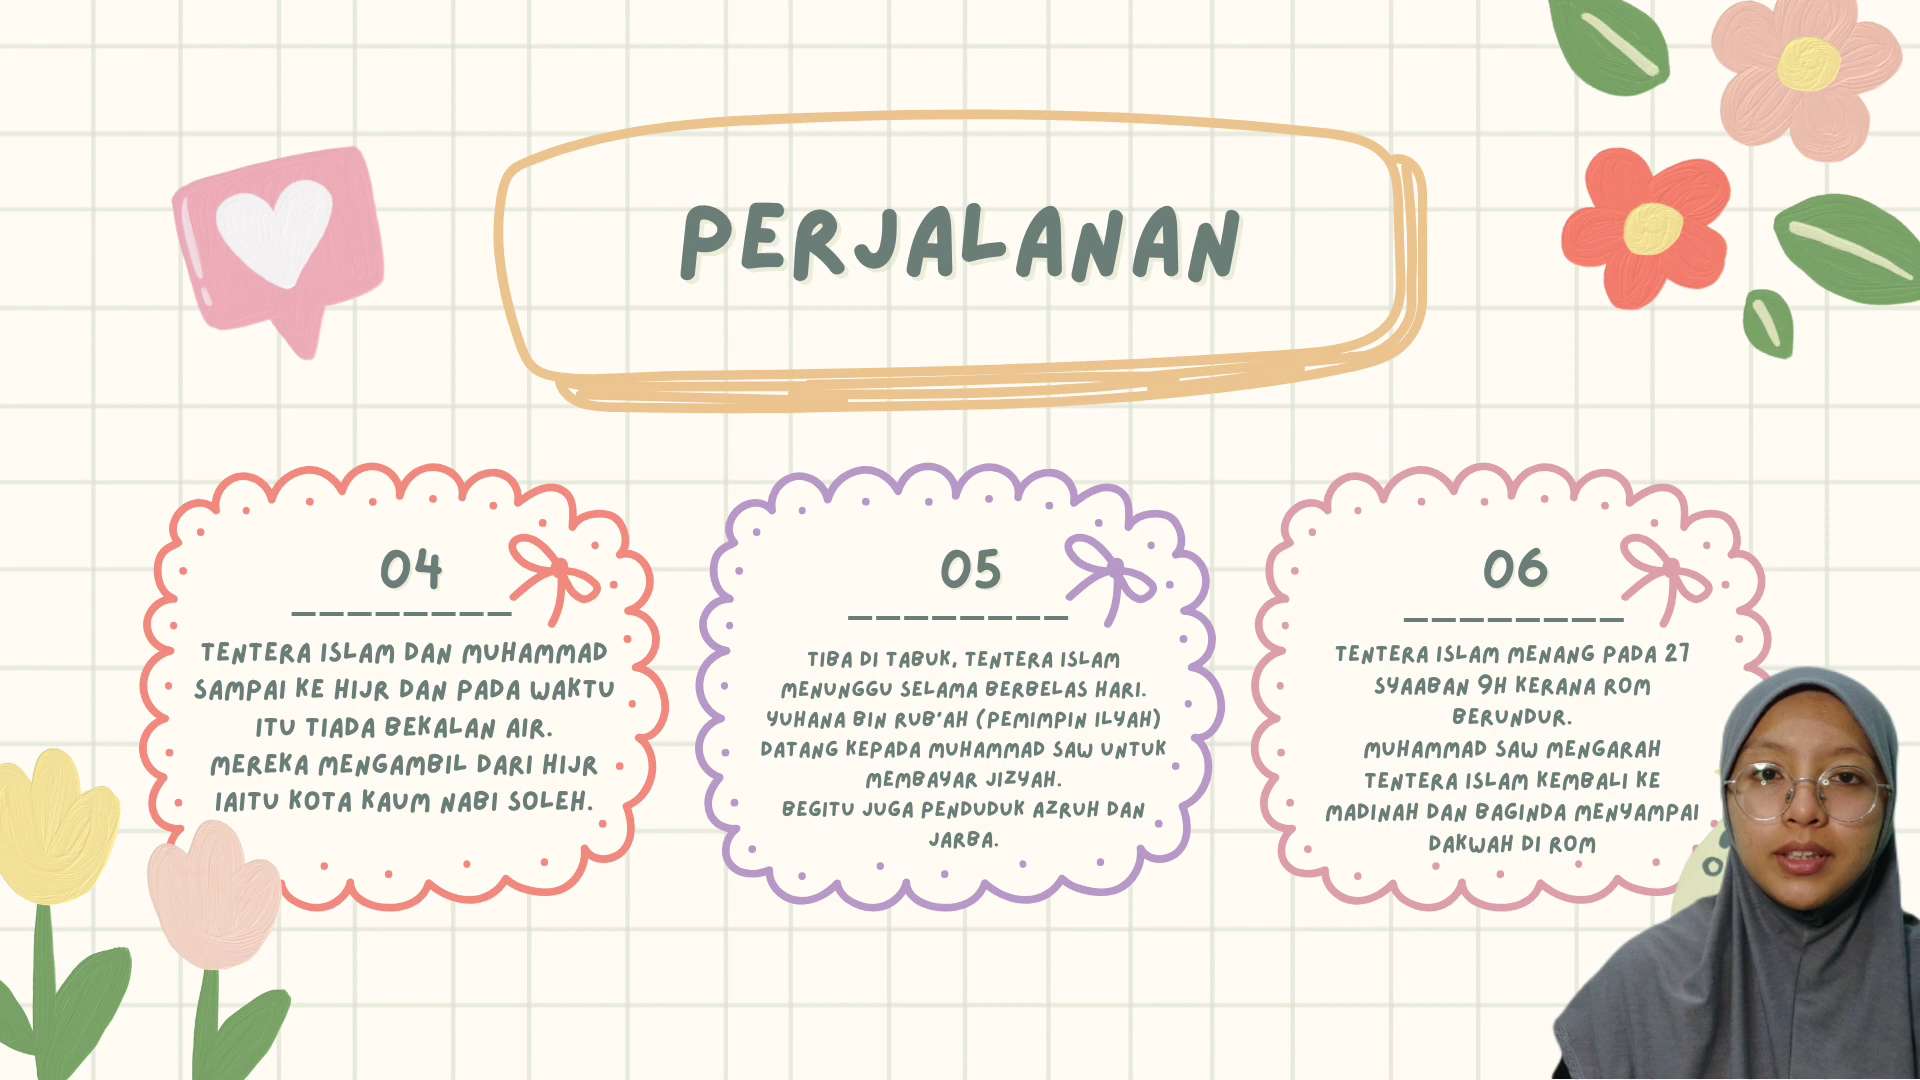 PERJALANAN
04
TENTERA ISLAM DAN MUHAMMAD
SAMPAI KE HIJR DAN PADA WAKTU
ITU TIADA BEKALAN AIR.
MEREKA MENGAMBIL DARI HIJR
IAITU KOTA KAUM NABI SOLEH.
05
TIBA DI TABUK, TENTERA ISLAM
MENUNGGU SELAMA BERBELAS HARI.
YUHANA BIN RUB'AH (PEMIMPIN ILYAH)
DATANG KEPADA MUHAMMAD SAW UNTUK
MEMBAYAR JIZYAH.
BEGITU JUGA PENDUDUK AZRUH DAN
JARBA.
06
TENTERA ISLAM MENANG PADA 27
SYAABAN 9H KERANA ROM
BERUNDUR.
MUHAMMAD SAW MENGARAH
TENTERA ISLAM KEMBALI KE
MADINAH DAN BAGINDA MENYAMPAI
DAKWAH DI ROM